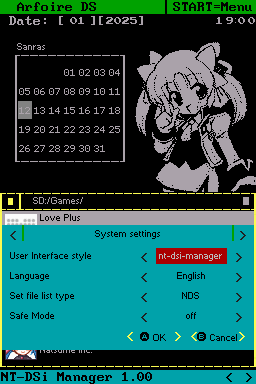 Arfoire DS START=Menu
Date: [ 01 ][2025] 19:00
Sanras
01 02 03 04
05 06 07 08 09 10 11
12 13 14 15 16 17 18
19 20 21 22 23 24 25
26 27 28 29 30 31
SD:/Games/
Love Plus
< System settings >
User Interface style < nt-dsi-manager >
Language < English >
Set file list type < NDS >
Safe Mode < off >
< A OK > < B Cancel >
Natsume Inc.
NT-DSi Manager 1.00 < >